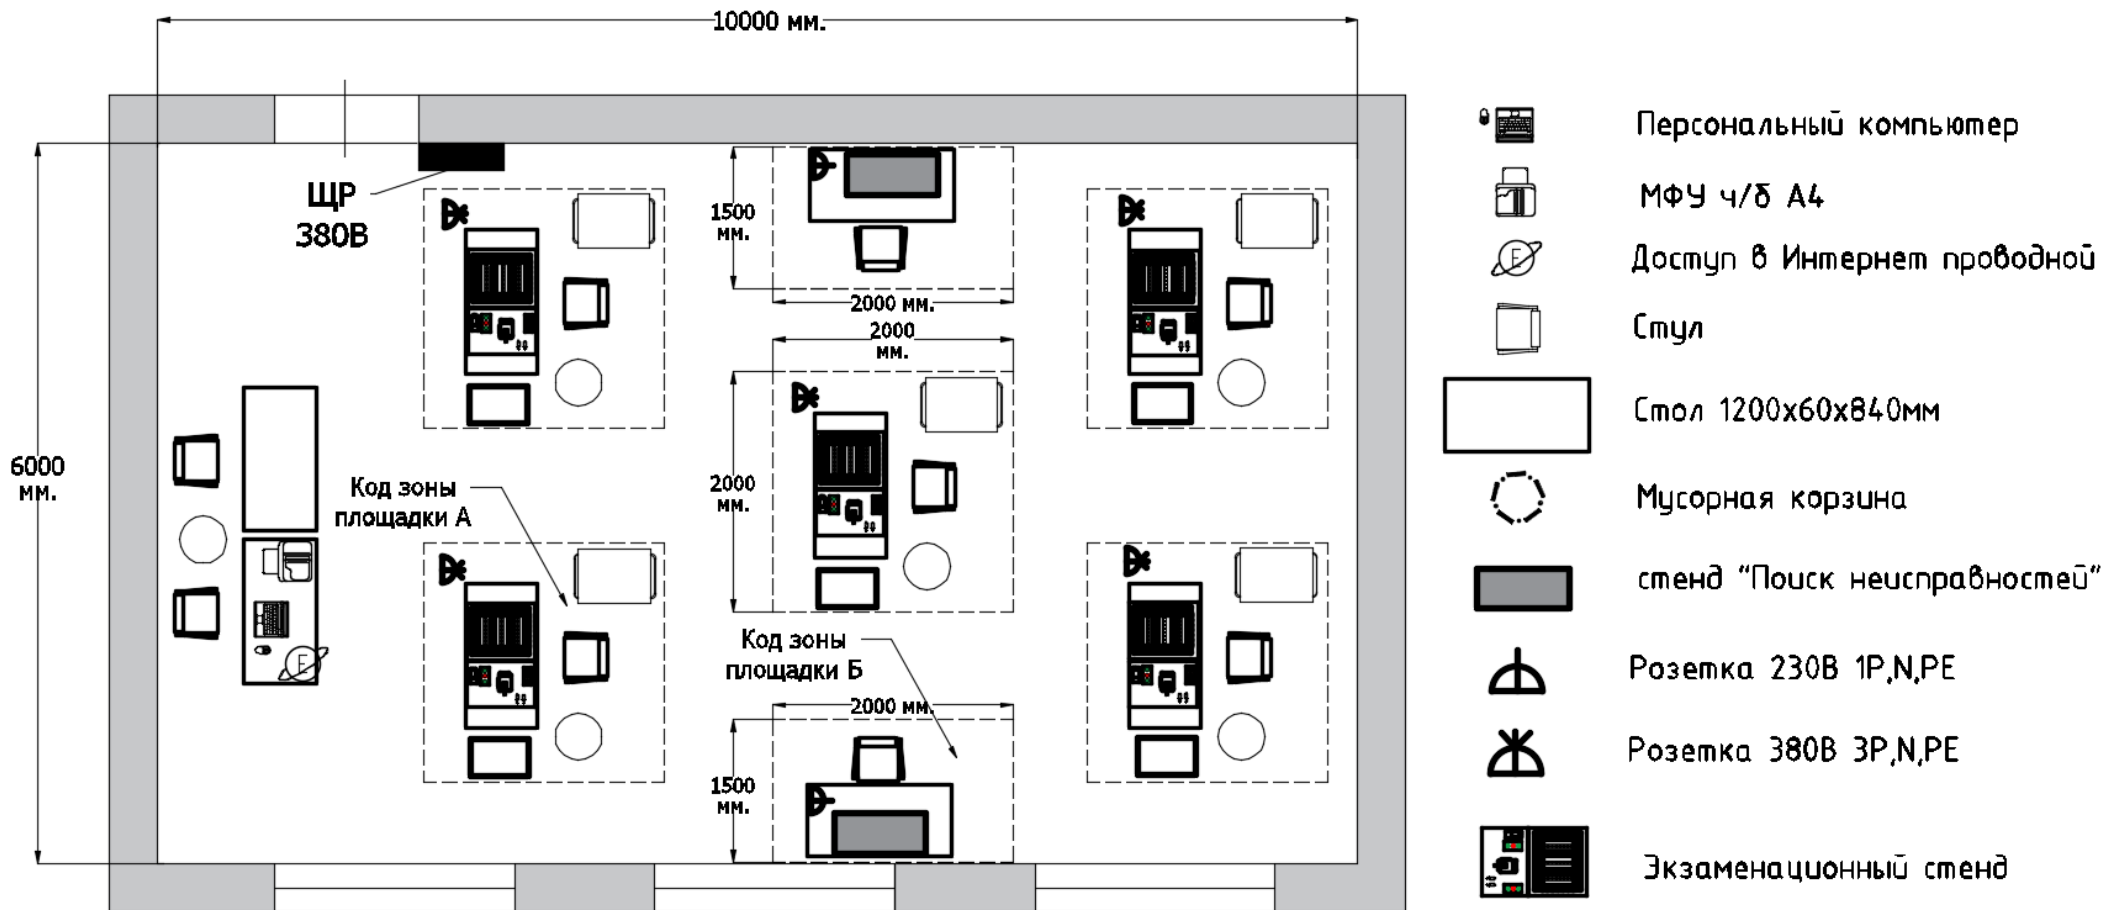 10000 мм.
ЩР
380В
1500
мм.
2000 мм.
2000
мм.
6000
мм.
2000
мм.
Код зоны
площадки А
Код зоны
площадки Б
2000 мм.
1500
мм.
Персональный компьютер
МФУ ч/б А4
E
Доступ в Интернет проводной
Стул
Стол 1200х60х840мм
Мусорная корзина
стенд "Поиск неисправностей"
E
Розетка 230В 1P,N,PE
Розетка 380В 3P,N,PE
Экзаменационный стенд